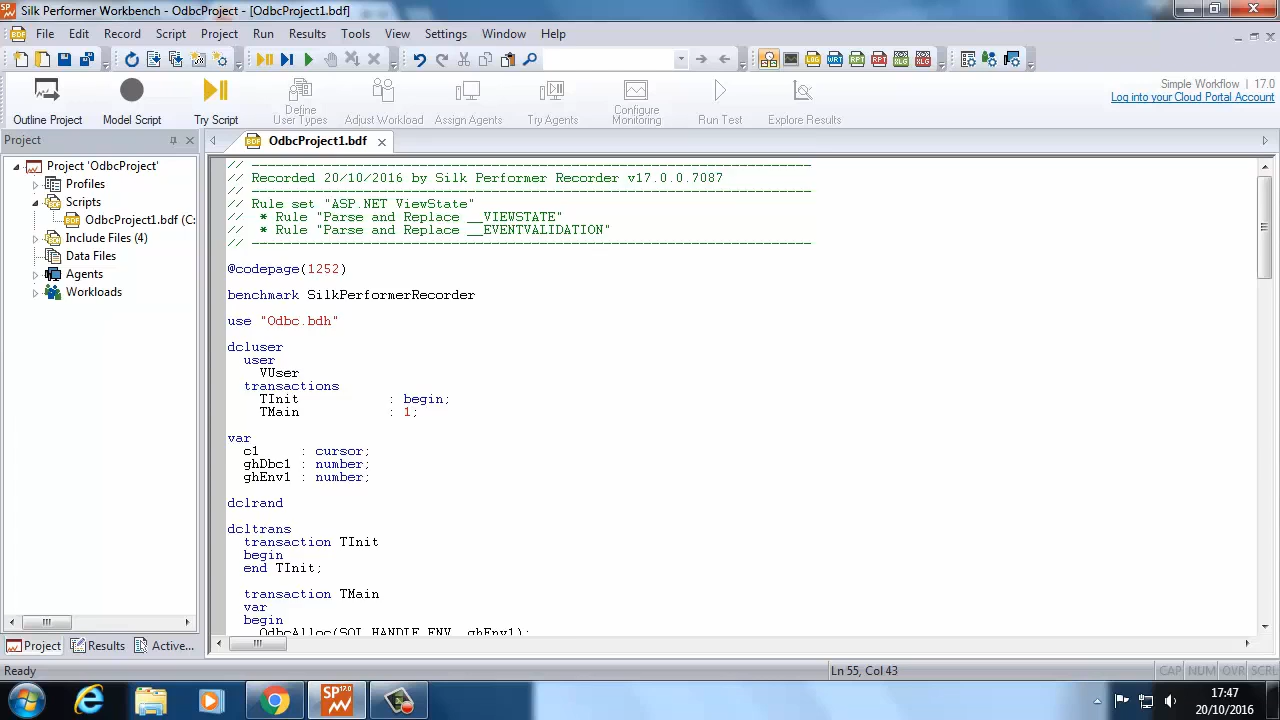 Silk Performer Workbench - OdbcProject - [OdbcProject1.bdf]
File Edit Record Script Project Run Results Tools View Settings Window Help
Simple Workflow | 17.0
Log into your Cloud Portal Account
Outline Project Model Script Try Script Define User Types Adjust Workload Assign Agents Try Agents Configure Monitoring Run Test Explore Results
Project
OdbcProject1.bdf
Project 'OdbcProject'
Profiles
Scripts
OdbcProject1.bdf (C:
Include Files (4)
Data Files
Agents
Workloads
// ----------------------------------------------------------------------
// Recorded 20/10/2016 by Silk Performer Recorder v17.0.0.7087
// ----------------------------------------------------------------------
// Rule set "ASP.NET ViewState"
//  * Rule "Parse and Replace __VIEWSTATE"
//  * Rule "Parse and Replace __EVENTVALIDATION"
// ----------------------------------------------------------------------
@codepage(1252)
benchmark SilkPerformerRecorder
use "Odbc.bdh"
dcluser
user
VUser
transactions
TInit : begin;
TMain : 1;
var
c1 : cursor;
ghDbc1 : number;
ghEnv1 : number;
dclrand
dcltrans
transaction TInit
begin
end TInit;
transaction TMain
var
begin
OdbcAlloc(SQL_HANDLE_ENV, ghEnv1);
Project Results Active...
Ready
Ln 55, Col 43
CAP NUM OVR SCRL
17:47
20/10/2016